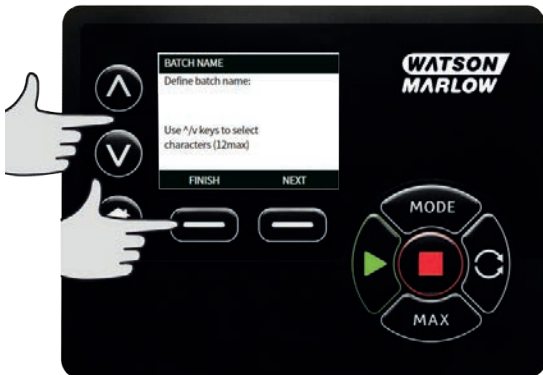 BATCH NAME
Define batch name:
Use ^/v keys to select
characters (12max)
FINISH NEXT
WATSON
MARLOW
MODE
MAX